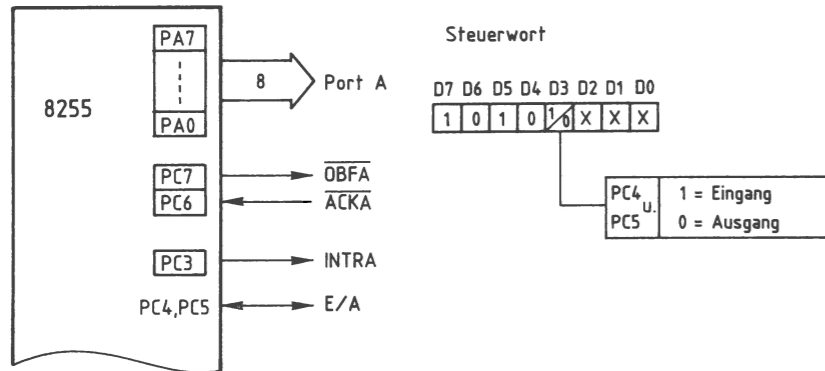 8255
PA7
PA0
8
Port A
PC7
OBFA
PC6
ACKA
PC3
INTRA
PC4,PC5
E/A
Steuerwort
D7 D6 D5 D4 D3 D2 D1 D0
1 0 1 0 1/0 X X X
PC4 u. PC5
1 = Eingang
0 = Ausgang